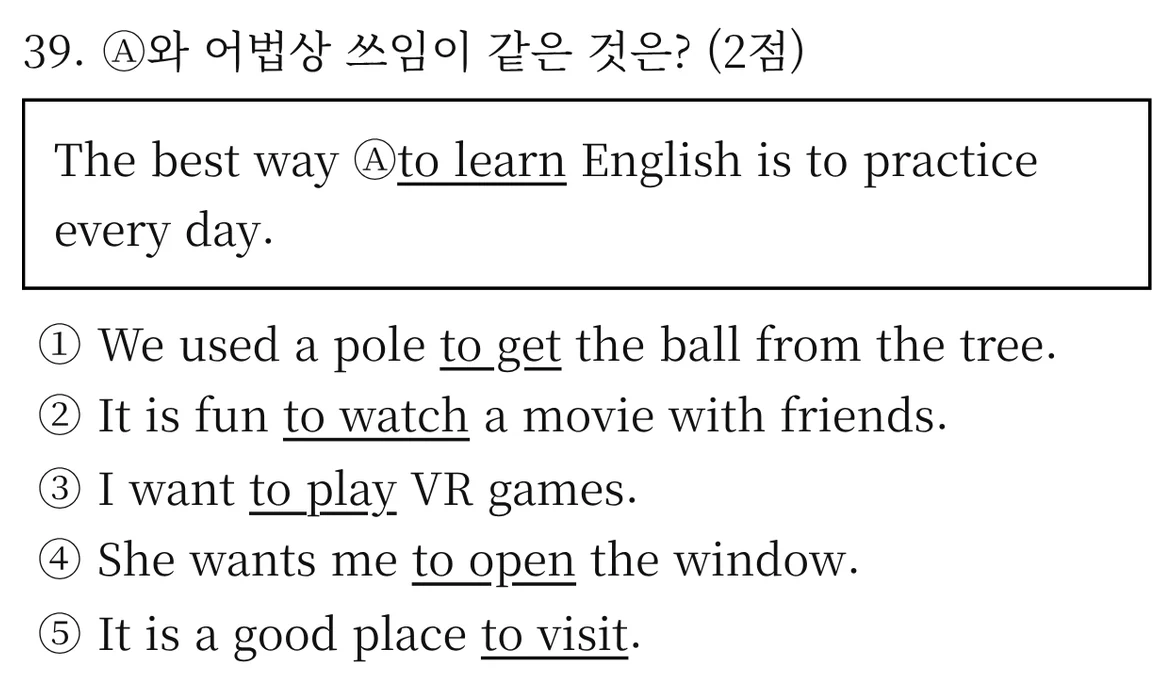 39. Ⓐ와 어법상 쓰임이 같은 것은? (2점)
The best way Ⓐto learn English is to practice
every day.
① We used a pole to get the ball from the tree.
② It is fun to watch a movie with friends.
③ I want to play VR games.
④ She wants me to open the window.
⑤ It is a good place to visit.